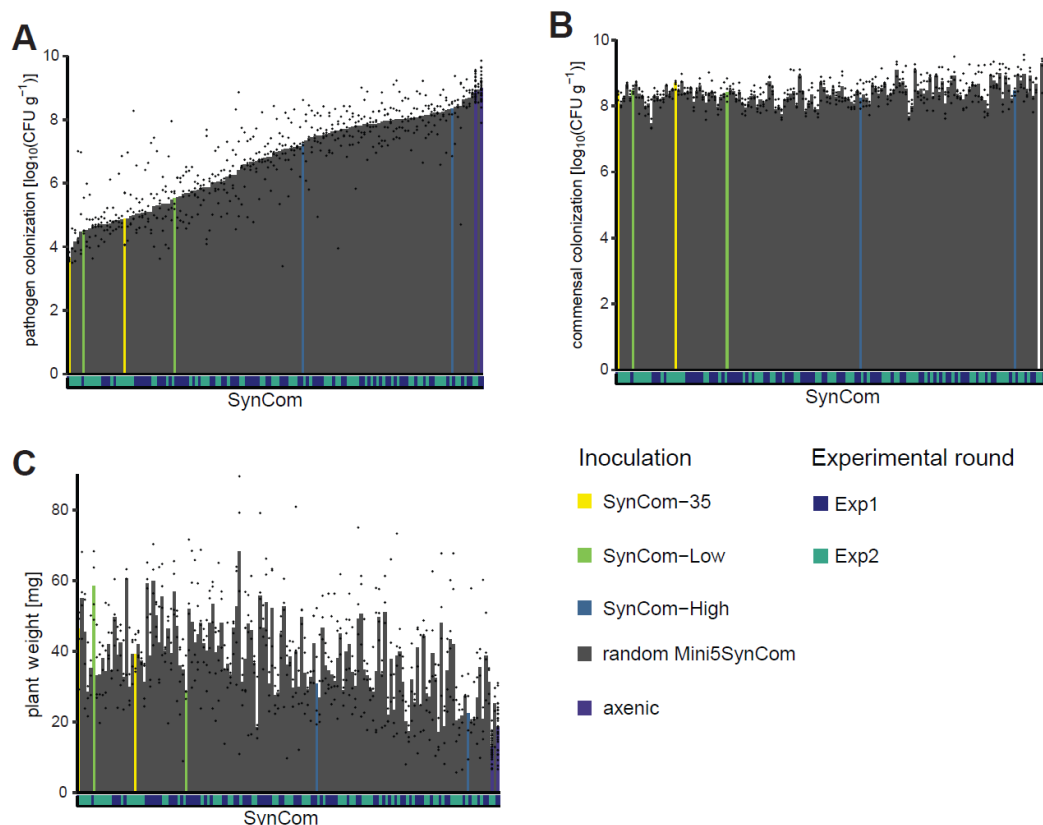 A
pathogen colonization [log10(CFU g−1)]
10
8
6
4
2
0
SynCom
B
commensal colonization [log10(CFU g−1)]
10
8
6
4
2
0
SynCom
C
plant weight [mg]
80
60
40
20
0
SynCom
Inoculation
SynCom−35
SynCom−Low
SynCom−High
random Mini5SynCom
axenic
Experimental round
Exp1
Exp2